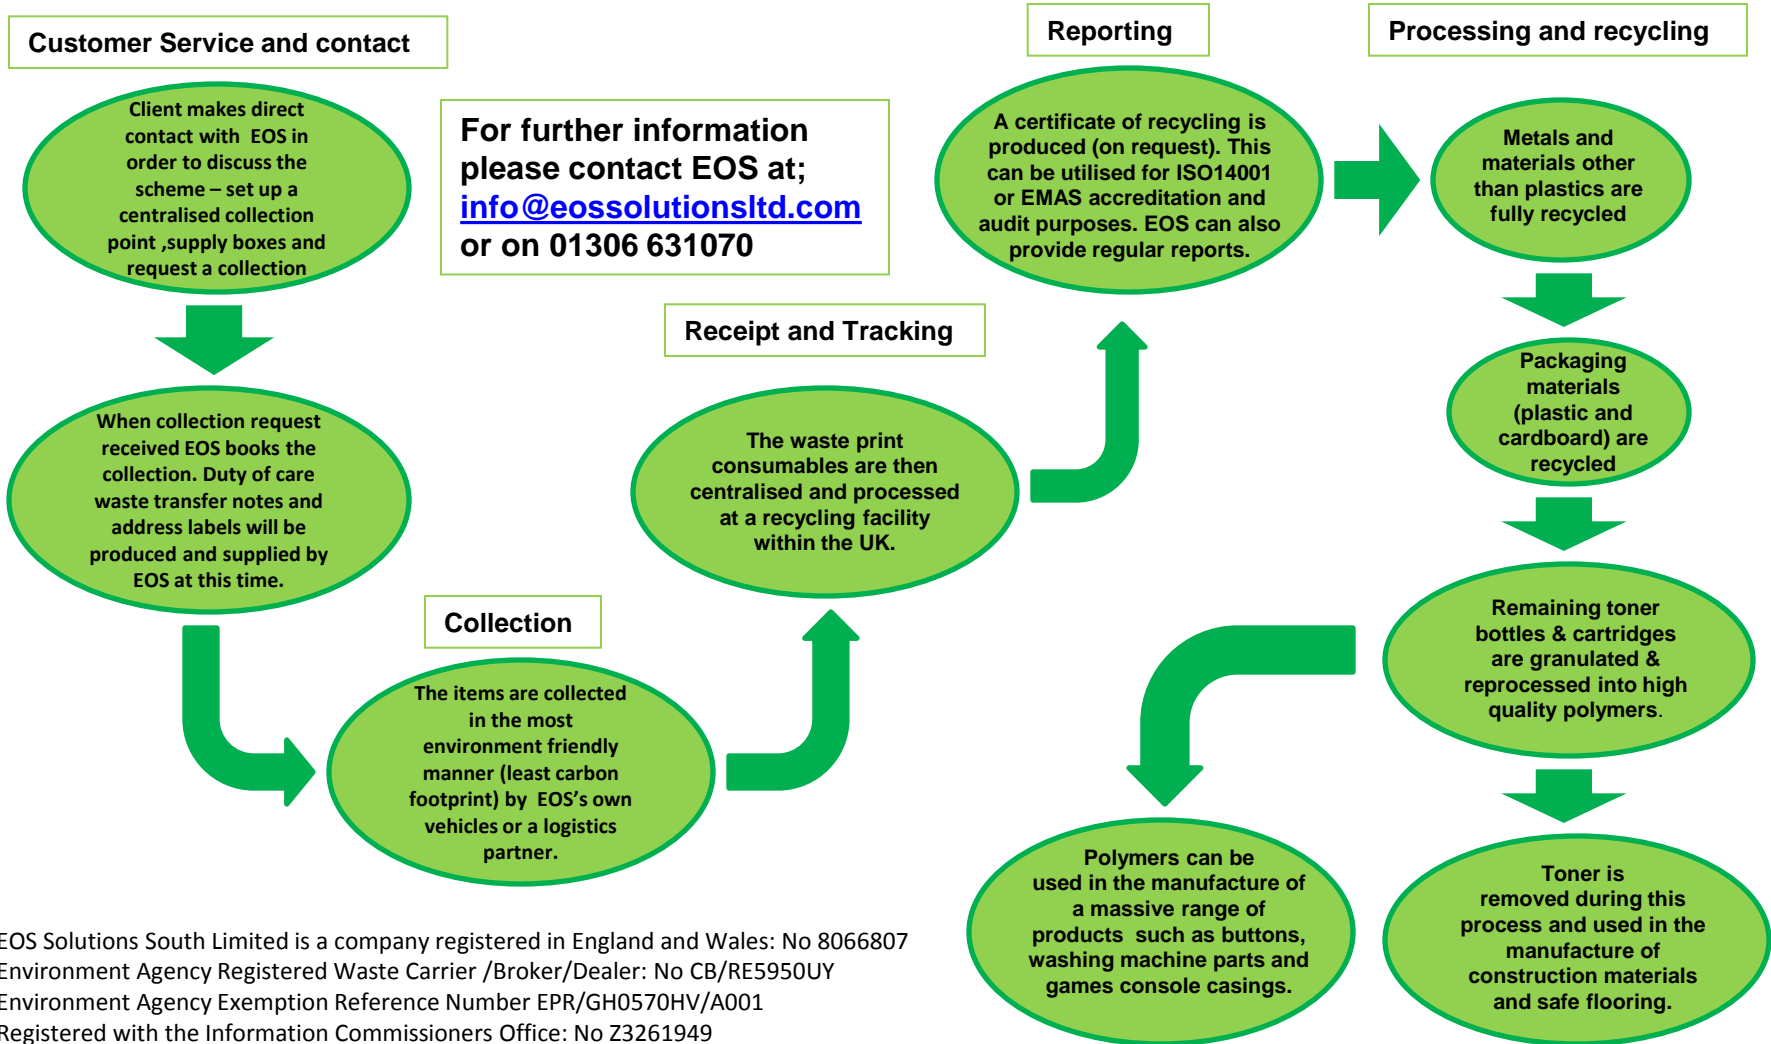 Customer Service and contact
Client makes direct
contact with EOS in
order to discuss the
scheme – set up a
centralised collection
point ,supply boxes and
request a collection
When collection request
received EOS books the
collection. Duty of care
waste transfer notes and
address labels will be
produced and supplied by
EOS at this time.
For further information
please contact EOS at;
info@eossolutionsltd.com
or on 01306 631070
Collection
The items are collected
in the most
environment friendly
manner (least carbon
footprint) by EOS’s own
vehicles or a logistics
partner.
Receipt and Tracking
The waste print
consumables are then
centralised and processed
at a recycling facility
within the UK.
Reporting
A certificate of recycling is
produced (on request). This
can be utilised for ISO14001
or EMAS accreditation and
audit purposes. EOS can also
provide regular reports.
Processing and recycling
Metals and
materials other
than plastics are
fully recycled
Packaging
materials
(plastic and
cardboard) are
recycled
Remaining toner
bottles & cartridges
are granulated &
reprocessed into high
quality polymers.
Polymers can be
used in the manufacture of
a massive range of
products such as buttons,
washing machine parts and
games console casings.
Toner is
removed during this
process and used in the
manufacture of
construction materials
and safe flooring.
EOS Solutions South Limited is a company registered in England and Wales: No 8066807
Environment Agency Registered Waste Carrier /Broker/Dealer: No CB/RE5950UY
Environment Agency Exemption Reference Number EPR/GH0570HV/A001
Registered with the Information Commissioners Office: No Z3261949